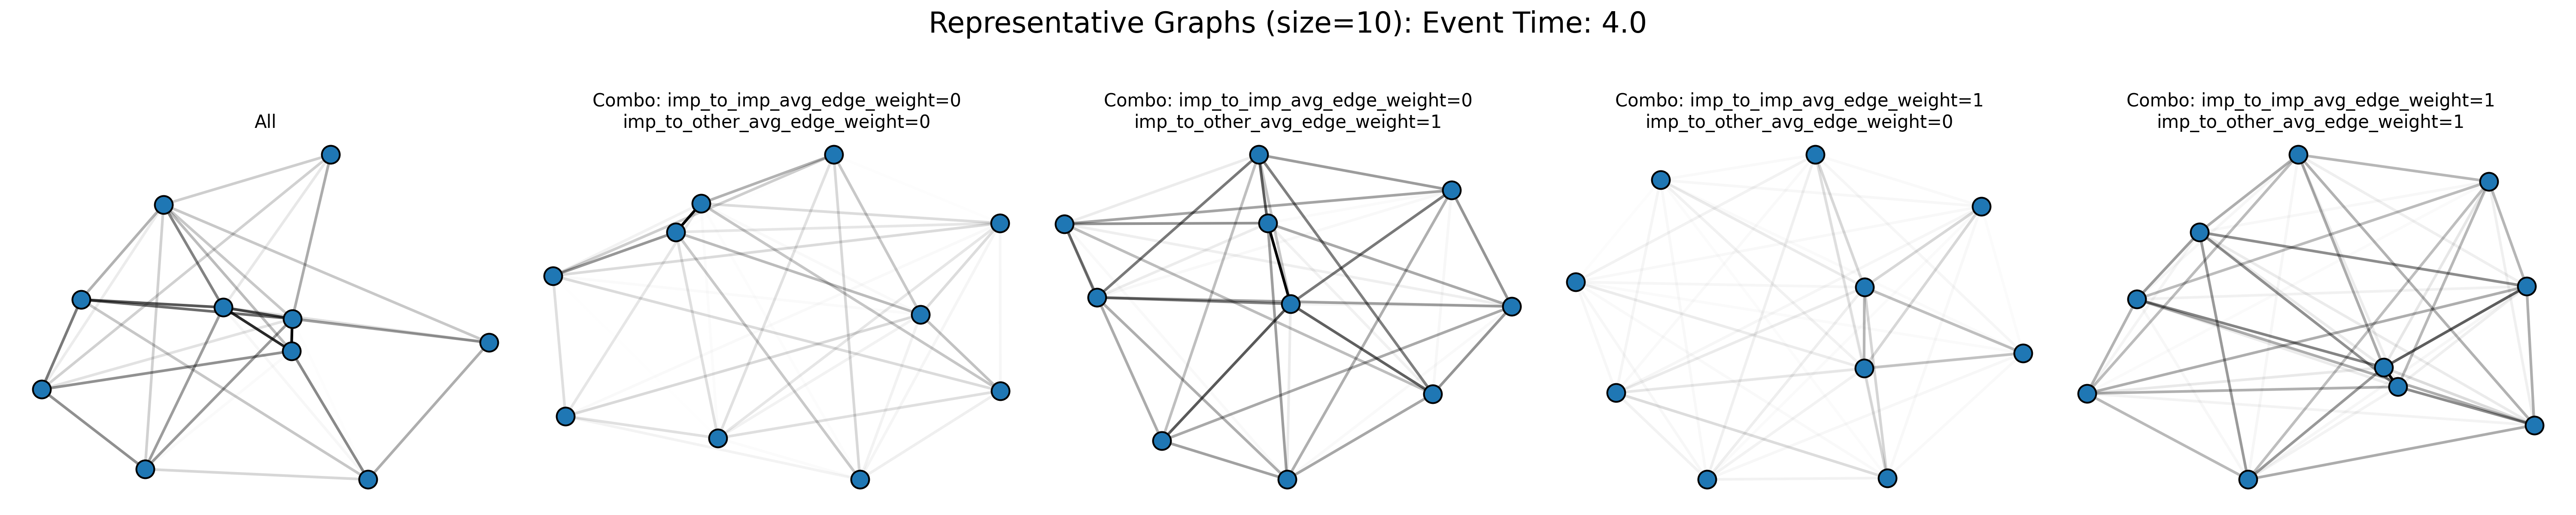 Representative Graphs (size=10): Event Time: 4.0
All
Combo: imp_to_imp_avg_edge_weight=0
imp_to_other_avg_edge_weight=0
Combo: imp_to_imp_avg_edge_weight=0
imp_to_other_avg_edge_weight=1
Combo: imp_to_imp_avg_edge_weight=1
imp_to_other_avg_edge_weight=0
Combo: imp_to_imp_avg_edge_weight=1
imp_to_other_avg_edge_weight=1